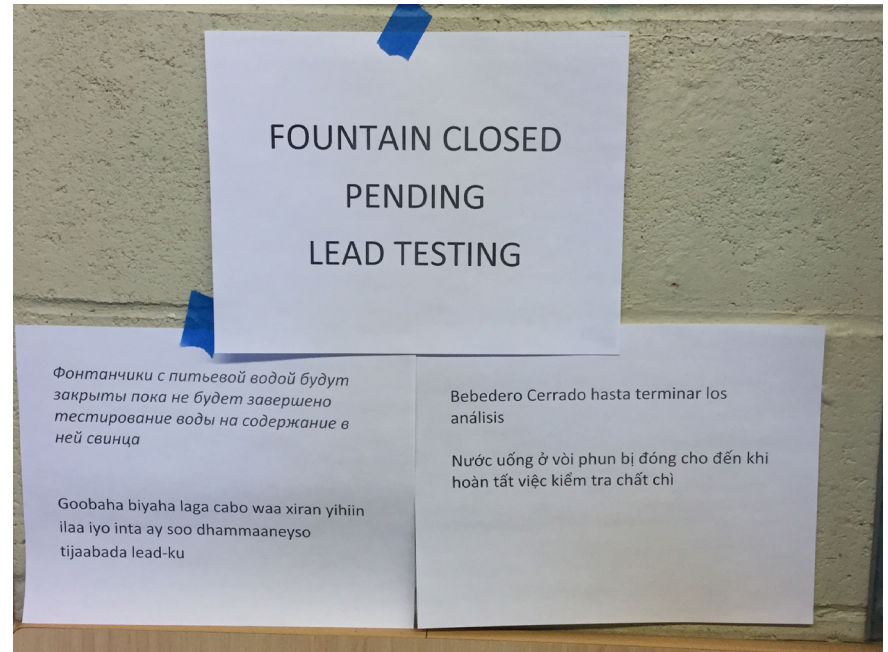 FOUNTAIN CLOSED
PENDING
LEAD TESTING
Фонтанчики с питьевой водой будут
закрыты пока не будет завершено
тестирование воды на содержание в
ней свинца
Goobaha biyaha laga cabo waa xiran yihiin
ilaa iyo inta ay soo dhammaaneyso
tijaabada lead-ku
Bebedero Cerrado hasta terminar los
análisis
Nước uống ở vòi phun bị đóng cho đến khi
hoàn tất việc kiểm tra chất chì